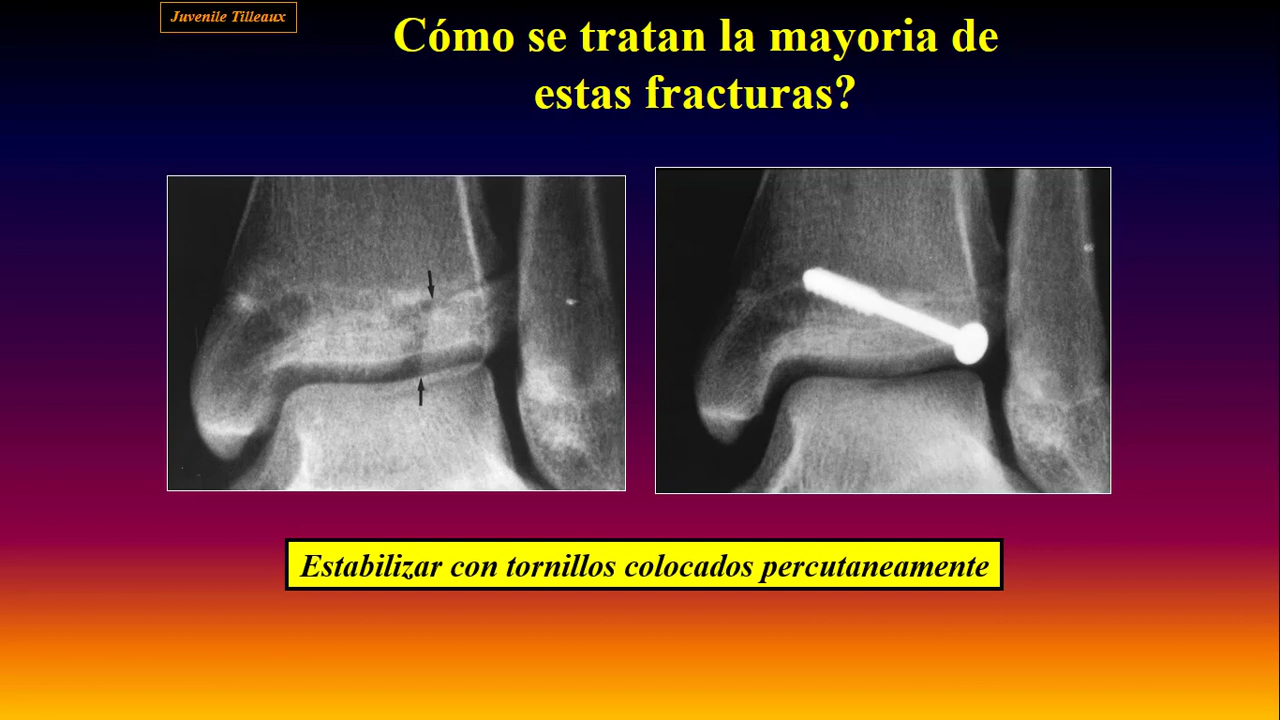 Juvenile Tilleaux
Cómo se tratan la mayoria de
estas fracturas?
Estabilizar con tornillos colocados percutaneamente